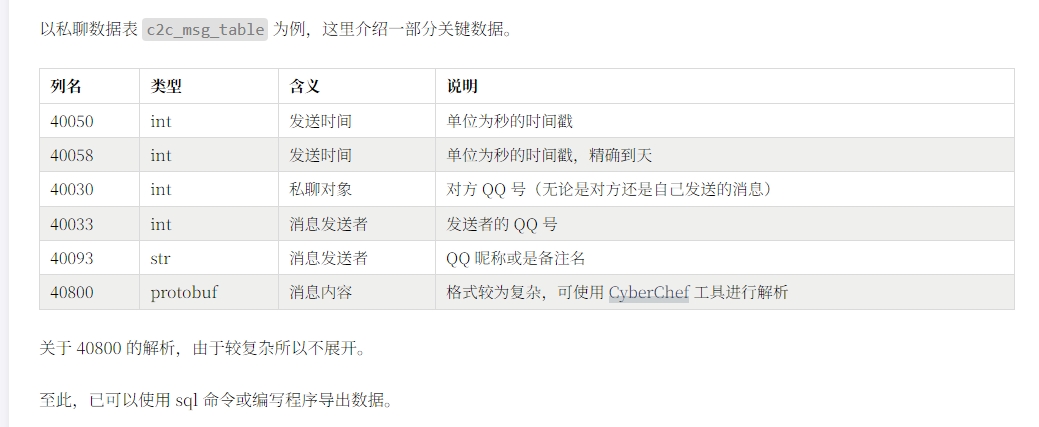 以私聊数据表 c2c_msg_table 为例，这里介绍一部分关键数据。
列名 类型 含义 说明
40050 int 发送时间 单位为秒的时间戳
40058 int 发送时间 单位为秒的时间戳，精确到天
40030 int 私聊对象 对方 QQ 号（无论是对方还是自己发送的消息）
40033 int 消息发送者 发送者的 QQ 号
40093 str 消息发送者 QQ 昵称或是备注名
40800 protobuf 消息内容 格式较为复杂，可使用 CyberChef 工具进行解析
关于 40800 的解析，由于较复杂所以不展开。
至此，已可以使用 sql 命令或编写程序导出数据。